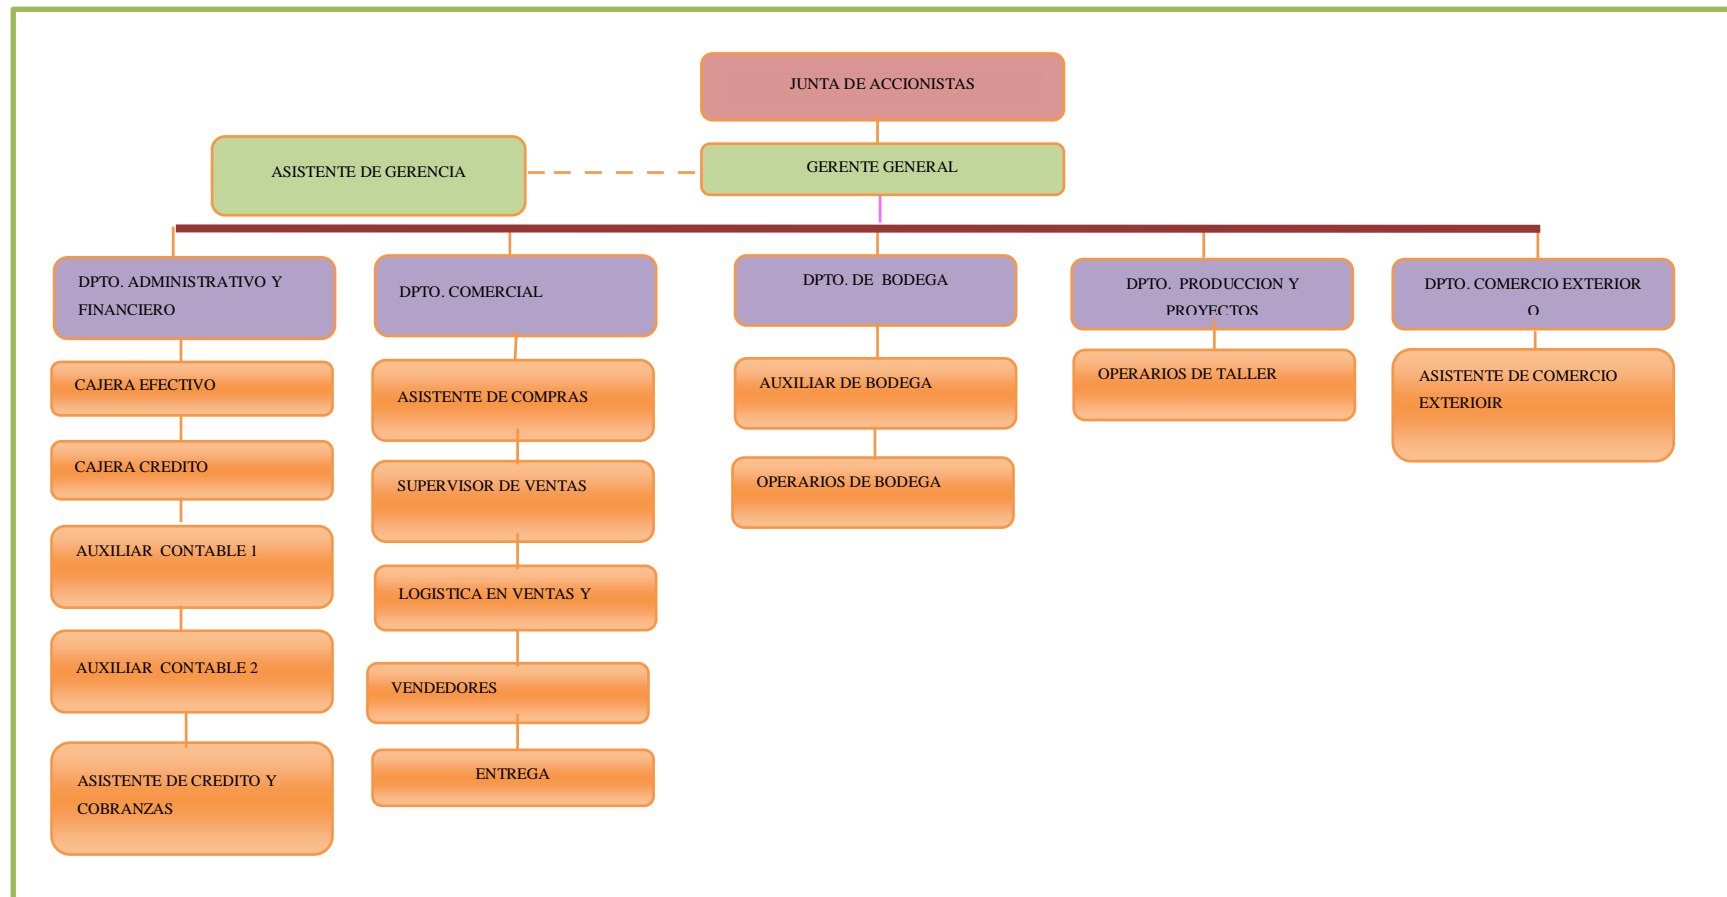 JUNTA DE ACCIONISTAS
ASISTENTE DE GERENCIA
GERENTE GENERAL
DPTO. ADMINISTRATIVO Y
FINANCIERO
CAJERA EFECTIVO
CAJERA CREDITO
AUXILIAR CONTABLE 1
AUXILIAR CONTABLE 2
ASISTENTE DE CREDITO Y
COBRANZAS
DPTO. COMERCIAL
ASISTENTE DE COMPRAS
SUPERVISOR DE VENTAS
LOGISTICA EN VENTAS Y
VENDEDORES
ENTREGA
DPTO. DE BODEGA
AUXILIAR DE BODEGA
OPERARIOS DE BODEGA
DPTO. PRODUCCION Y
PROYECTOS
OPERARIOS DE TALLER
DPTO. COMERCIO EXTERIOR
O
ASISTENTE DE COMERCIO
EXTERIOIR